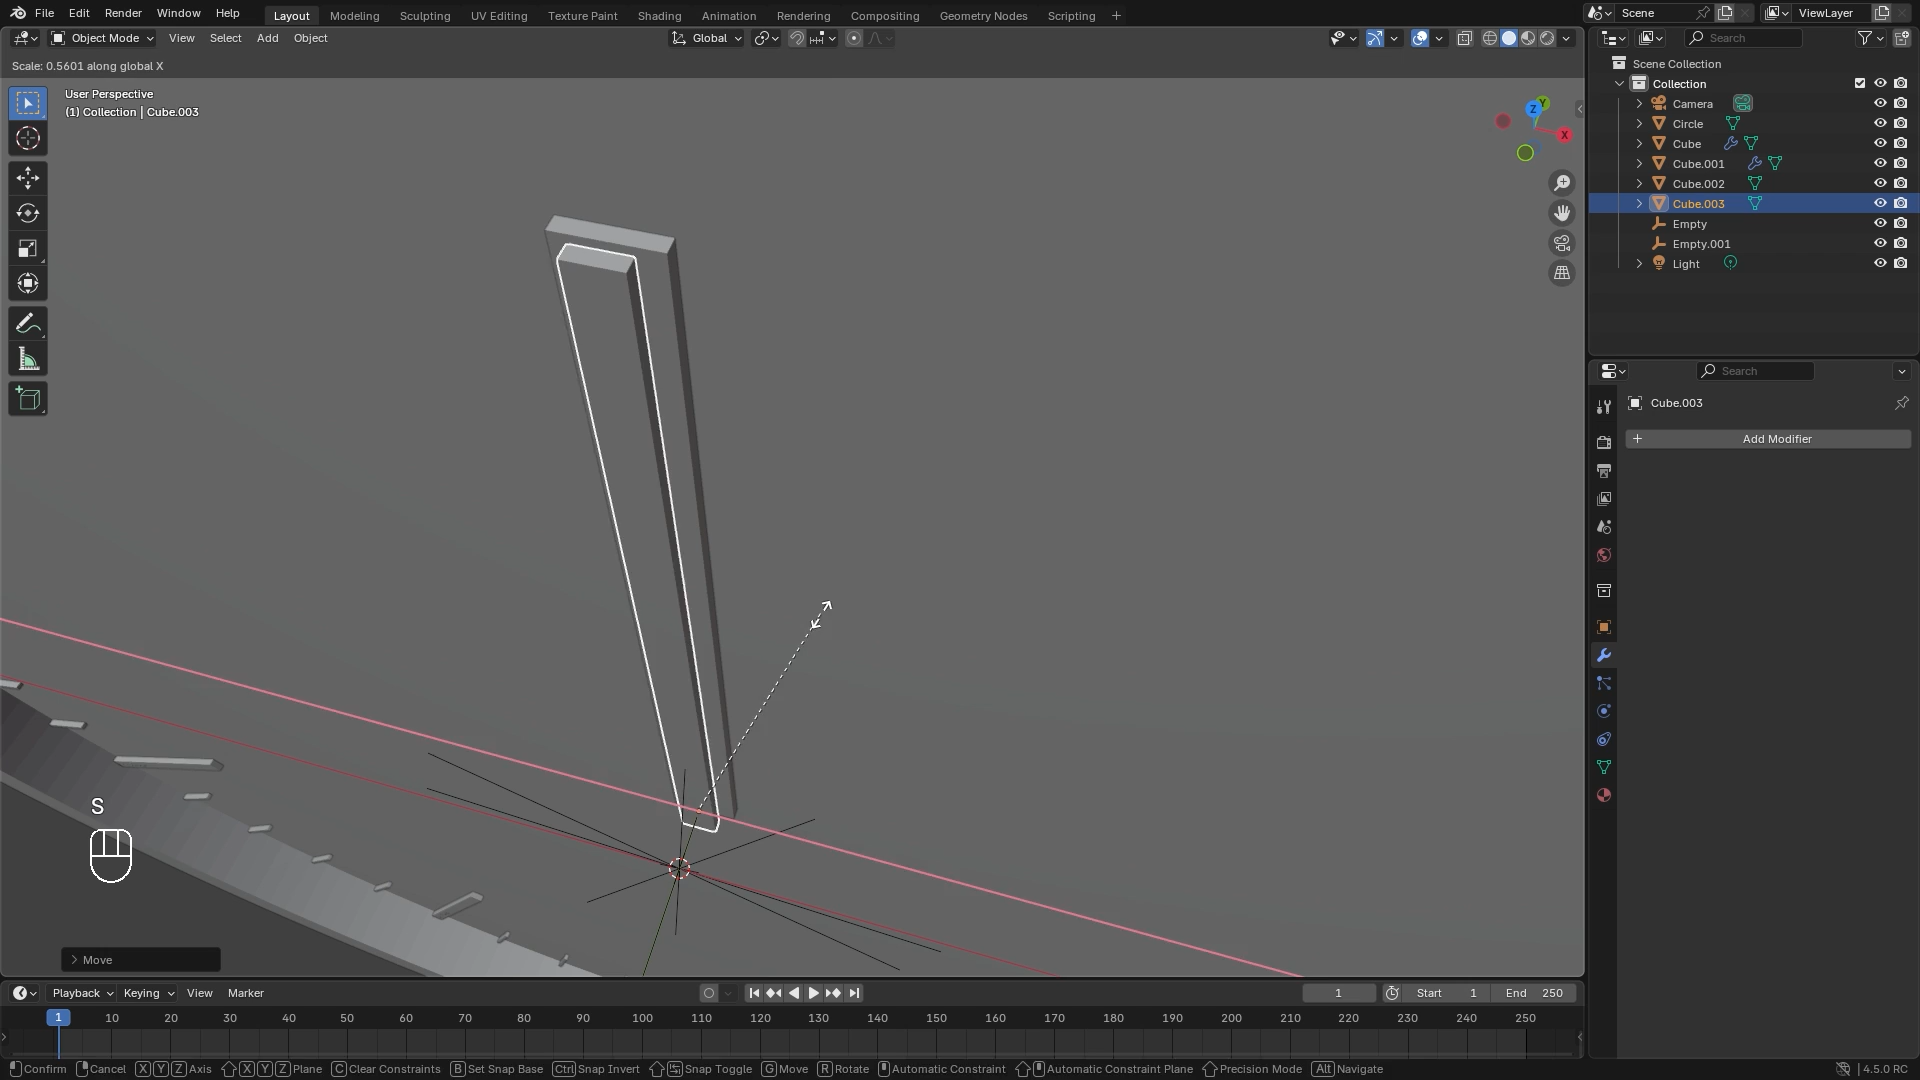 File Edit Render Window Help Layout Modeling Sculpting UV Editing Texture Paint Shading Animation Rendering Compositing Geometry Nodes Scripting Scene ViewLayer
Object Mode View Select Add Object Global Search
Scale: 0.5601 along global X
User Perspective
(1) Collection | Cube.003
Z
Y
X
Scene Collection
Collection
Camera
Circle
Cube
Cube.001
Cube.002
Cube.003
Empty
Empty.001
Light
Search
Cube.003
Add Modifier
S
Move
Playback Keying View Marker 1 Start 1 End 250
1 10 20 30 40 50 60 70 80 90 100 110 120 130 140 150 160 170 180 190 200 210 220 230 240 250
Confirm Cancel X Y Z Axis X Y Z Plane C Clear Constraints B Set Snap Base Ctrl Snap Invert Snap Toggle G Move R Rotate Automatic Constraint Automatic Constraint Plane Precision Mode Alt Navigate 4.5.0 RC